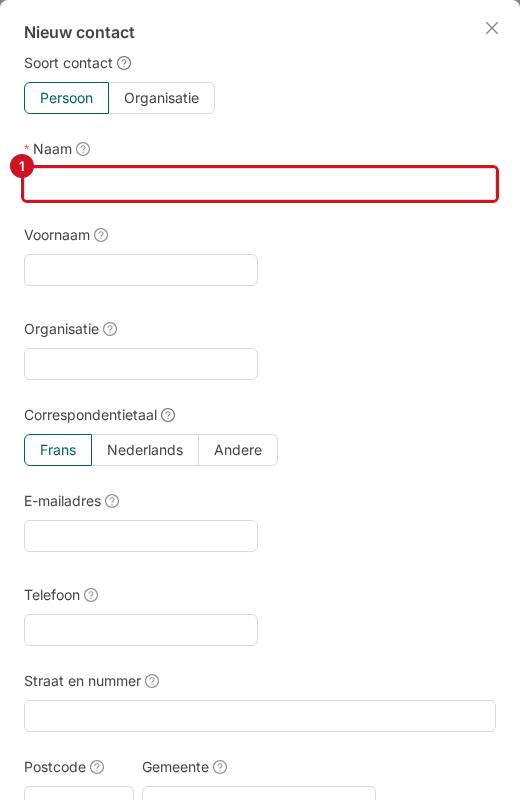 Nieuw contact
Soort contact
Persoon Organisatie
* Naam
1
Voornaam
Organisatie
Correspondentietaal
Frans Nederlands Andere
E-mailadres
Telefoon
Straat en nummer
Postcode Gemeente